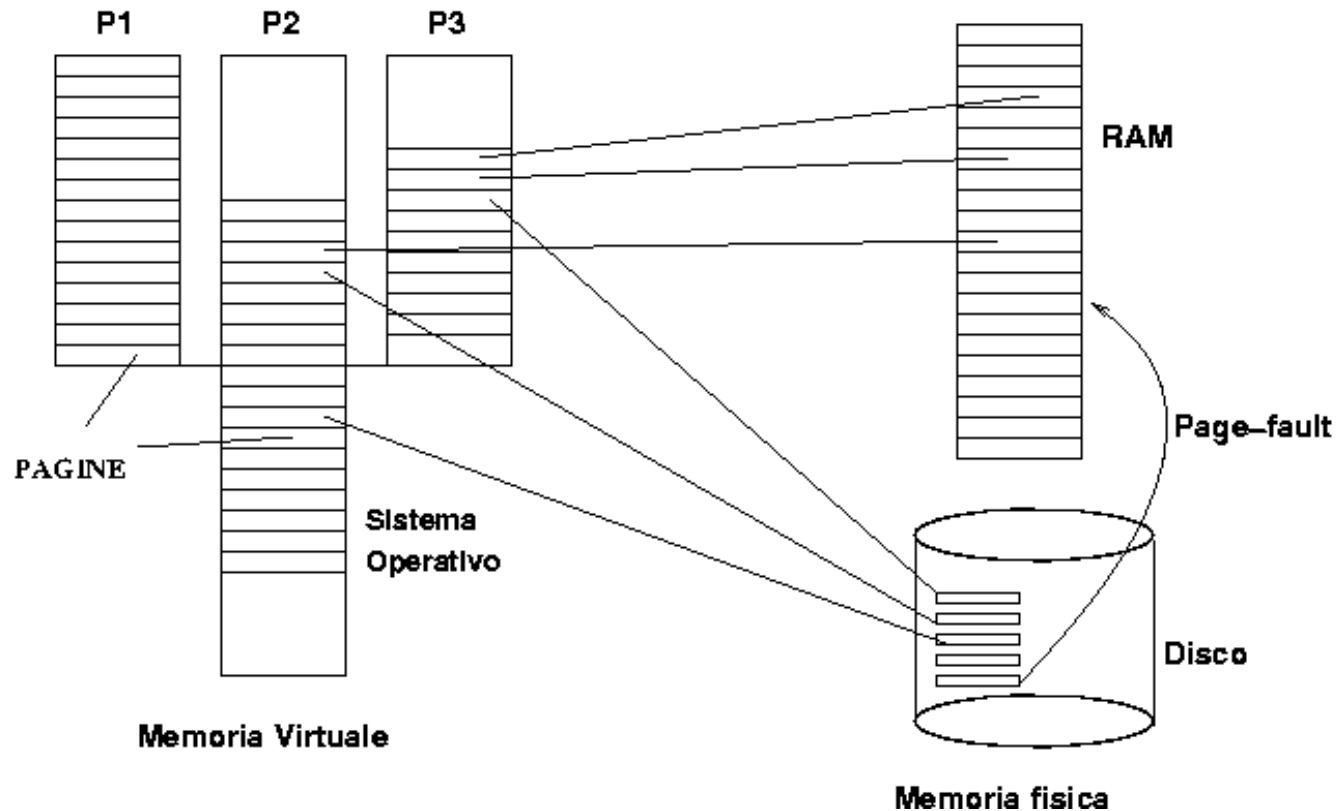 P1
P2
P3
RAM
Page-fault
PAGINE
Sistema
Operativo
Disco
Memoria Virtuale
Memoria fisica